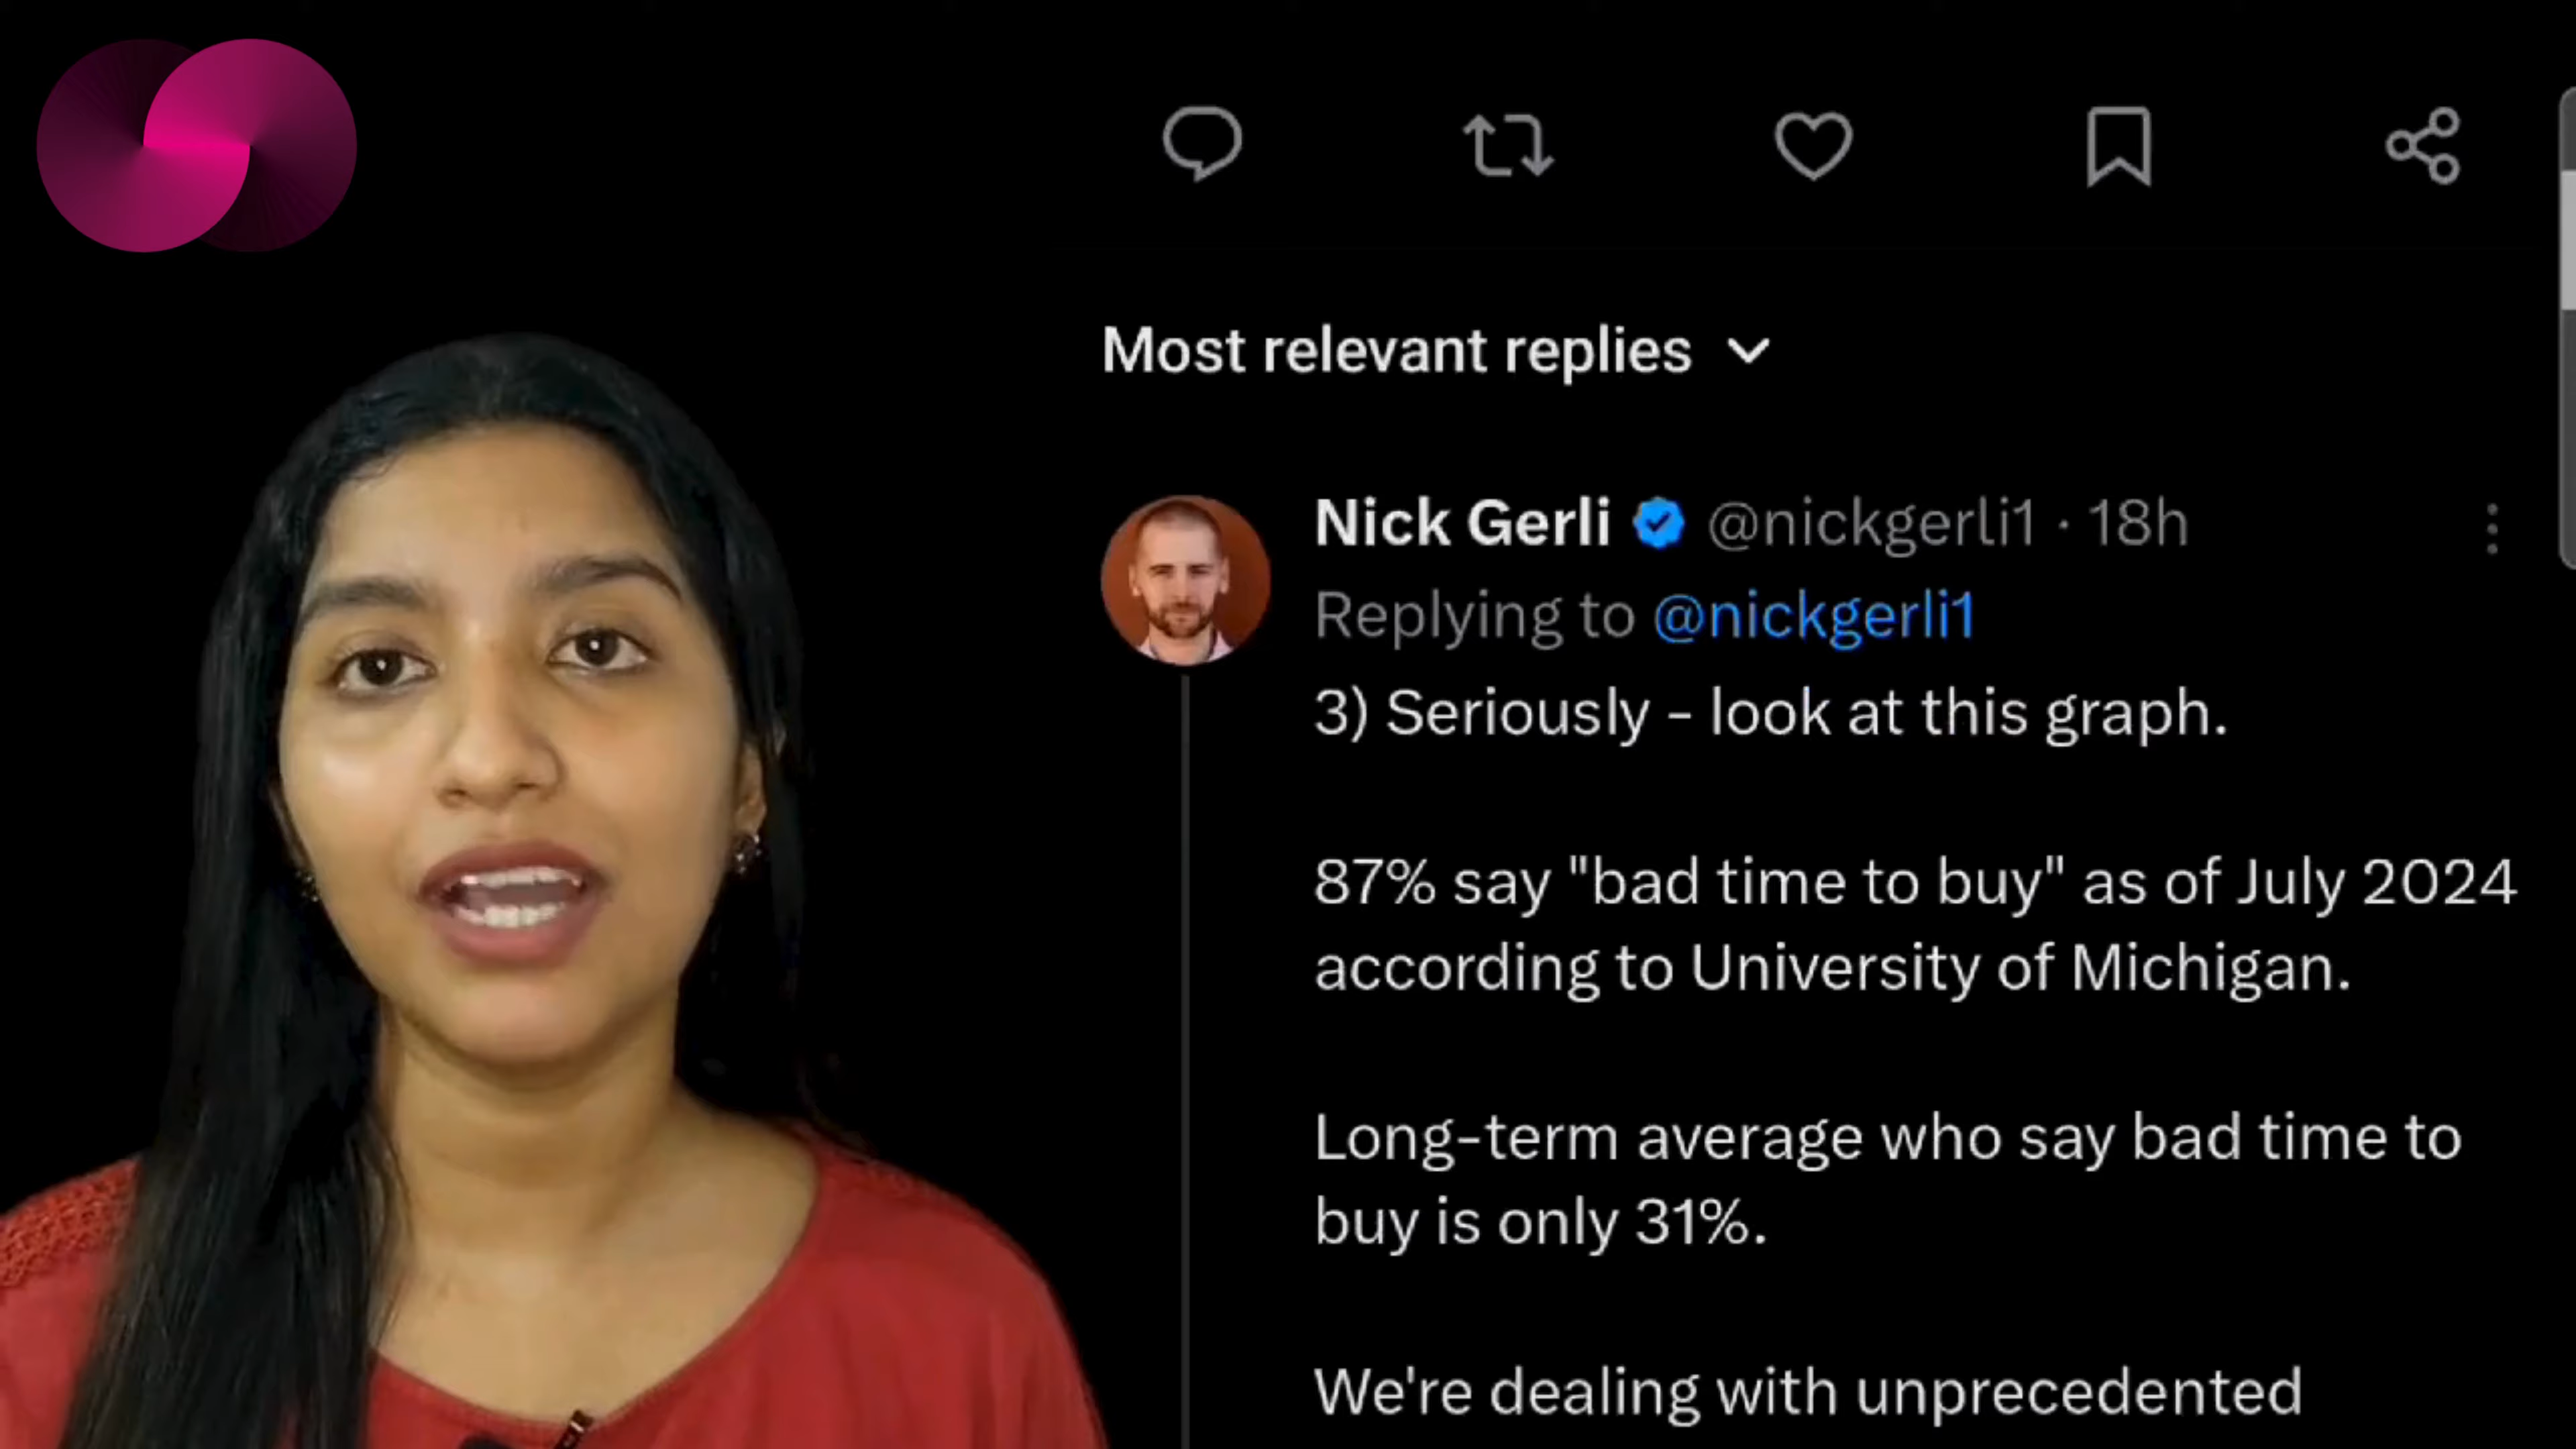 Most relevant replies
Nick Gerli @nickgerli1 · 18h
Replying to @nickgerli1
3) Seriously - look at this graph.
87% say "bad time to buy" as of July 2024
according to University of Michigan.
Long-term average who say bad time to
buy is only 31%.
We're dealing with unprecedented